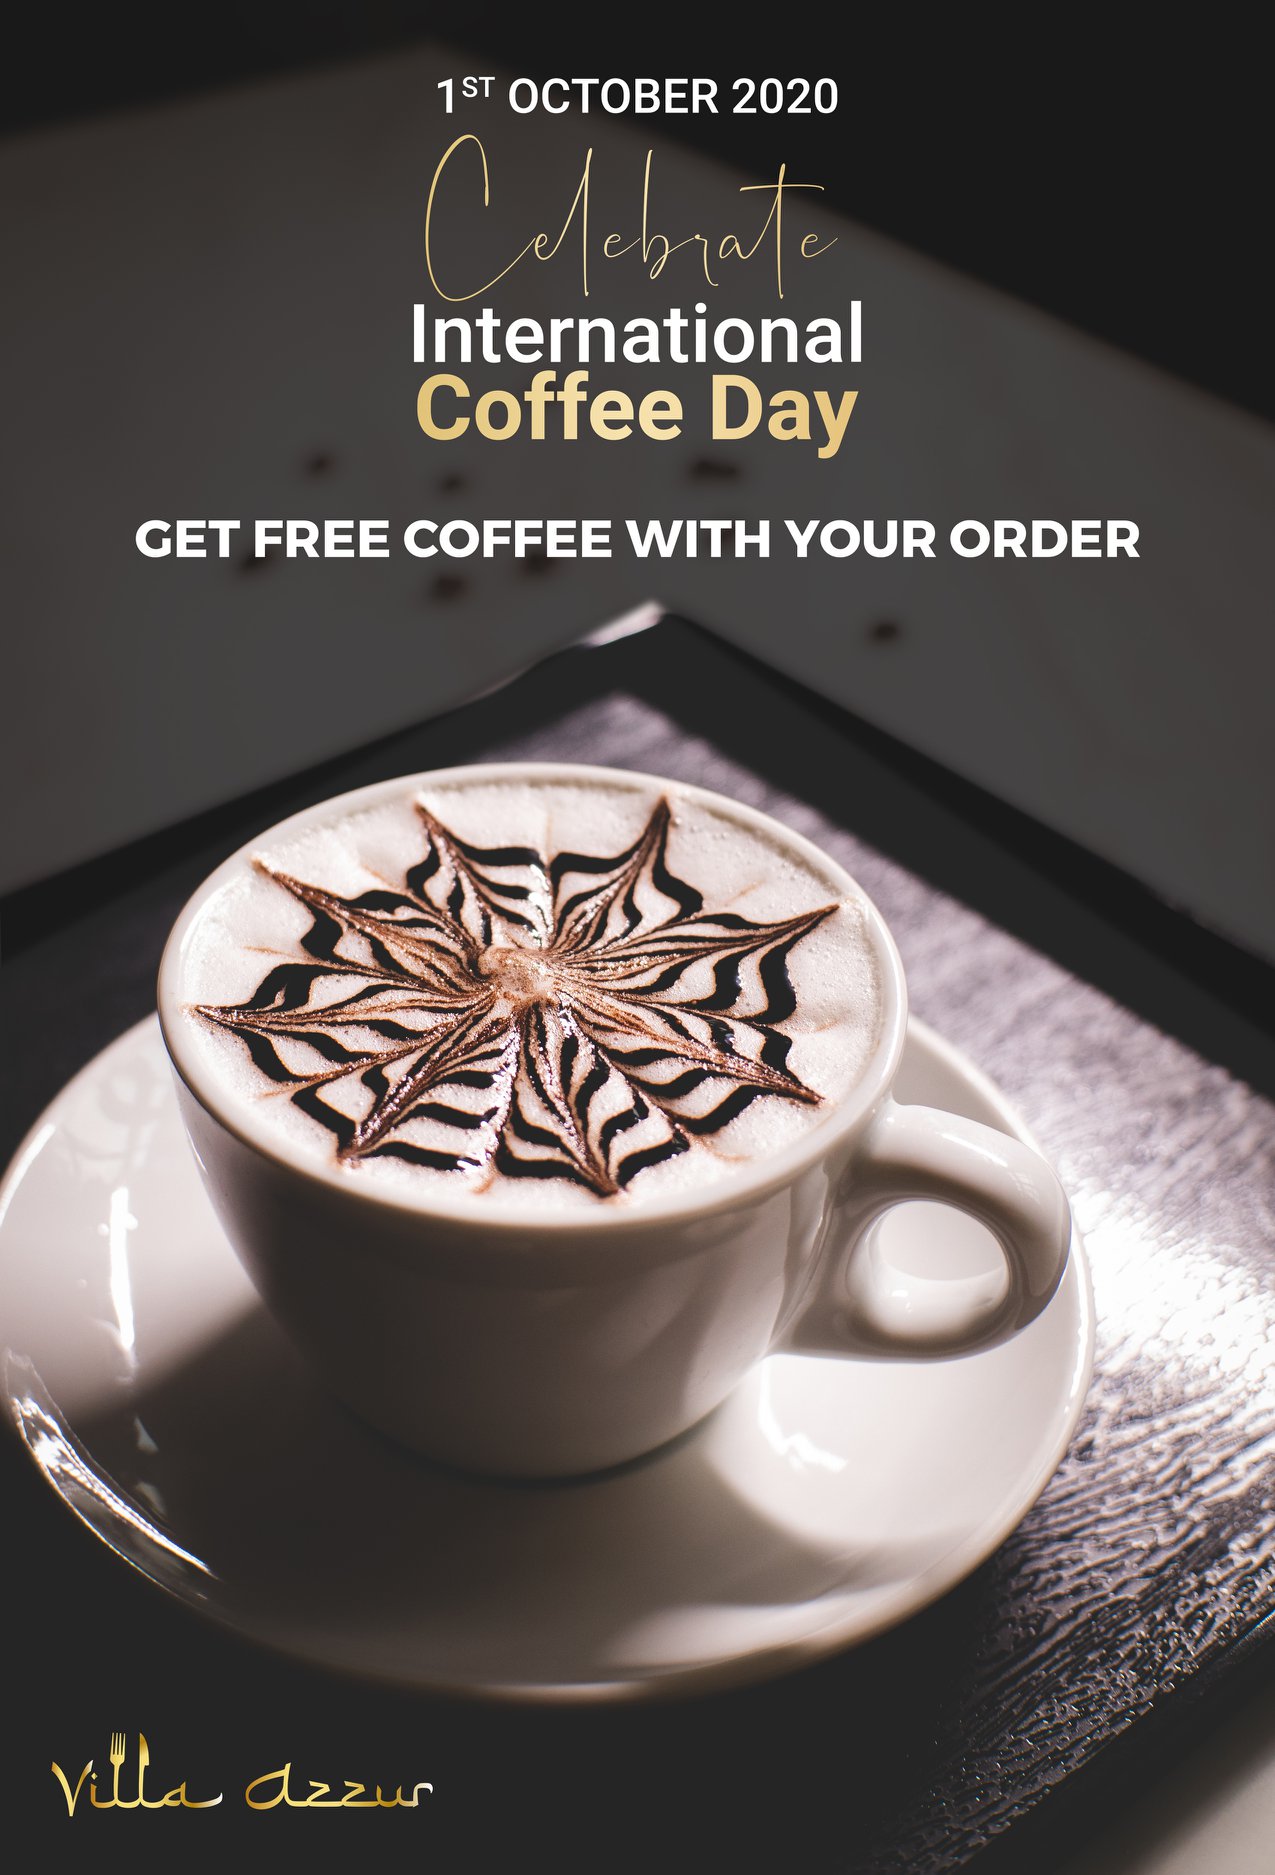 1ST OCTOBER 2020
Celebrate
International
Coffee Day
GET FREE COFFEE WITH YOUR ORDER
Villa Azzur